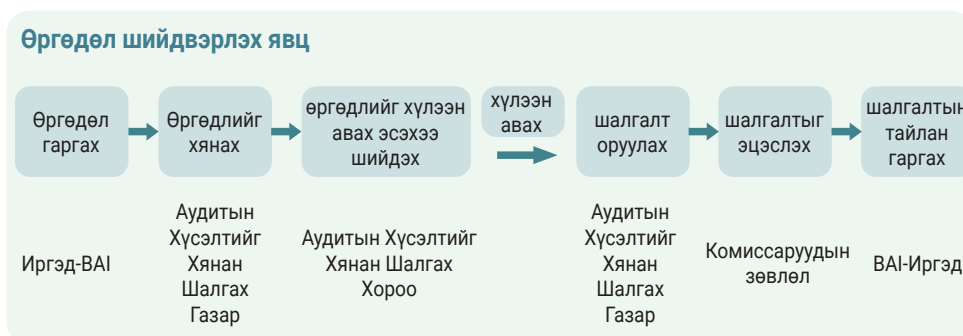 Өргөдөл шийдвэрлэх явц
Өргөдөл
гаргах
Өргөдлийг
хянах
өргөдлийг хүлээн
авах эсэхээ
шийдэх
хүлээн
авах
шалгалт
оруулах
шалгалтыг
эцэслэх
шалгалтын
тайлан
гаргах
Иргэд-BAI
Аудитын
Хүсэлтийг
Хянан
Шалгах
Газар
Аудитын Хүсэлтийг
Хянан Шалгах
Хороо
Аудитын
Хүсэлтийг
Хянан
Шалгах
Газар
Комиссаруудын
зөвлөл
BAI-Иргэд